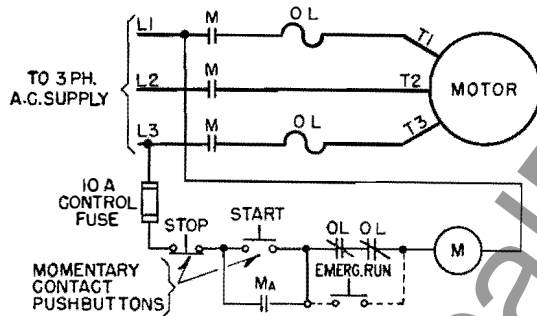 L1
M
OL
T1
TO 3 PH.
A.C. SUPPLY
L2
M
T2
MOTOR
L3
M
OL
T3
10 A
CONTROL
FUSE
STOP
START
OL OL
M
MOMENTARY
CONTACT
PUSHBUTTONS
EMERG. RUN
MA